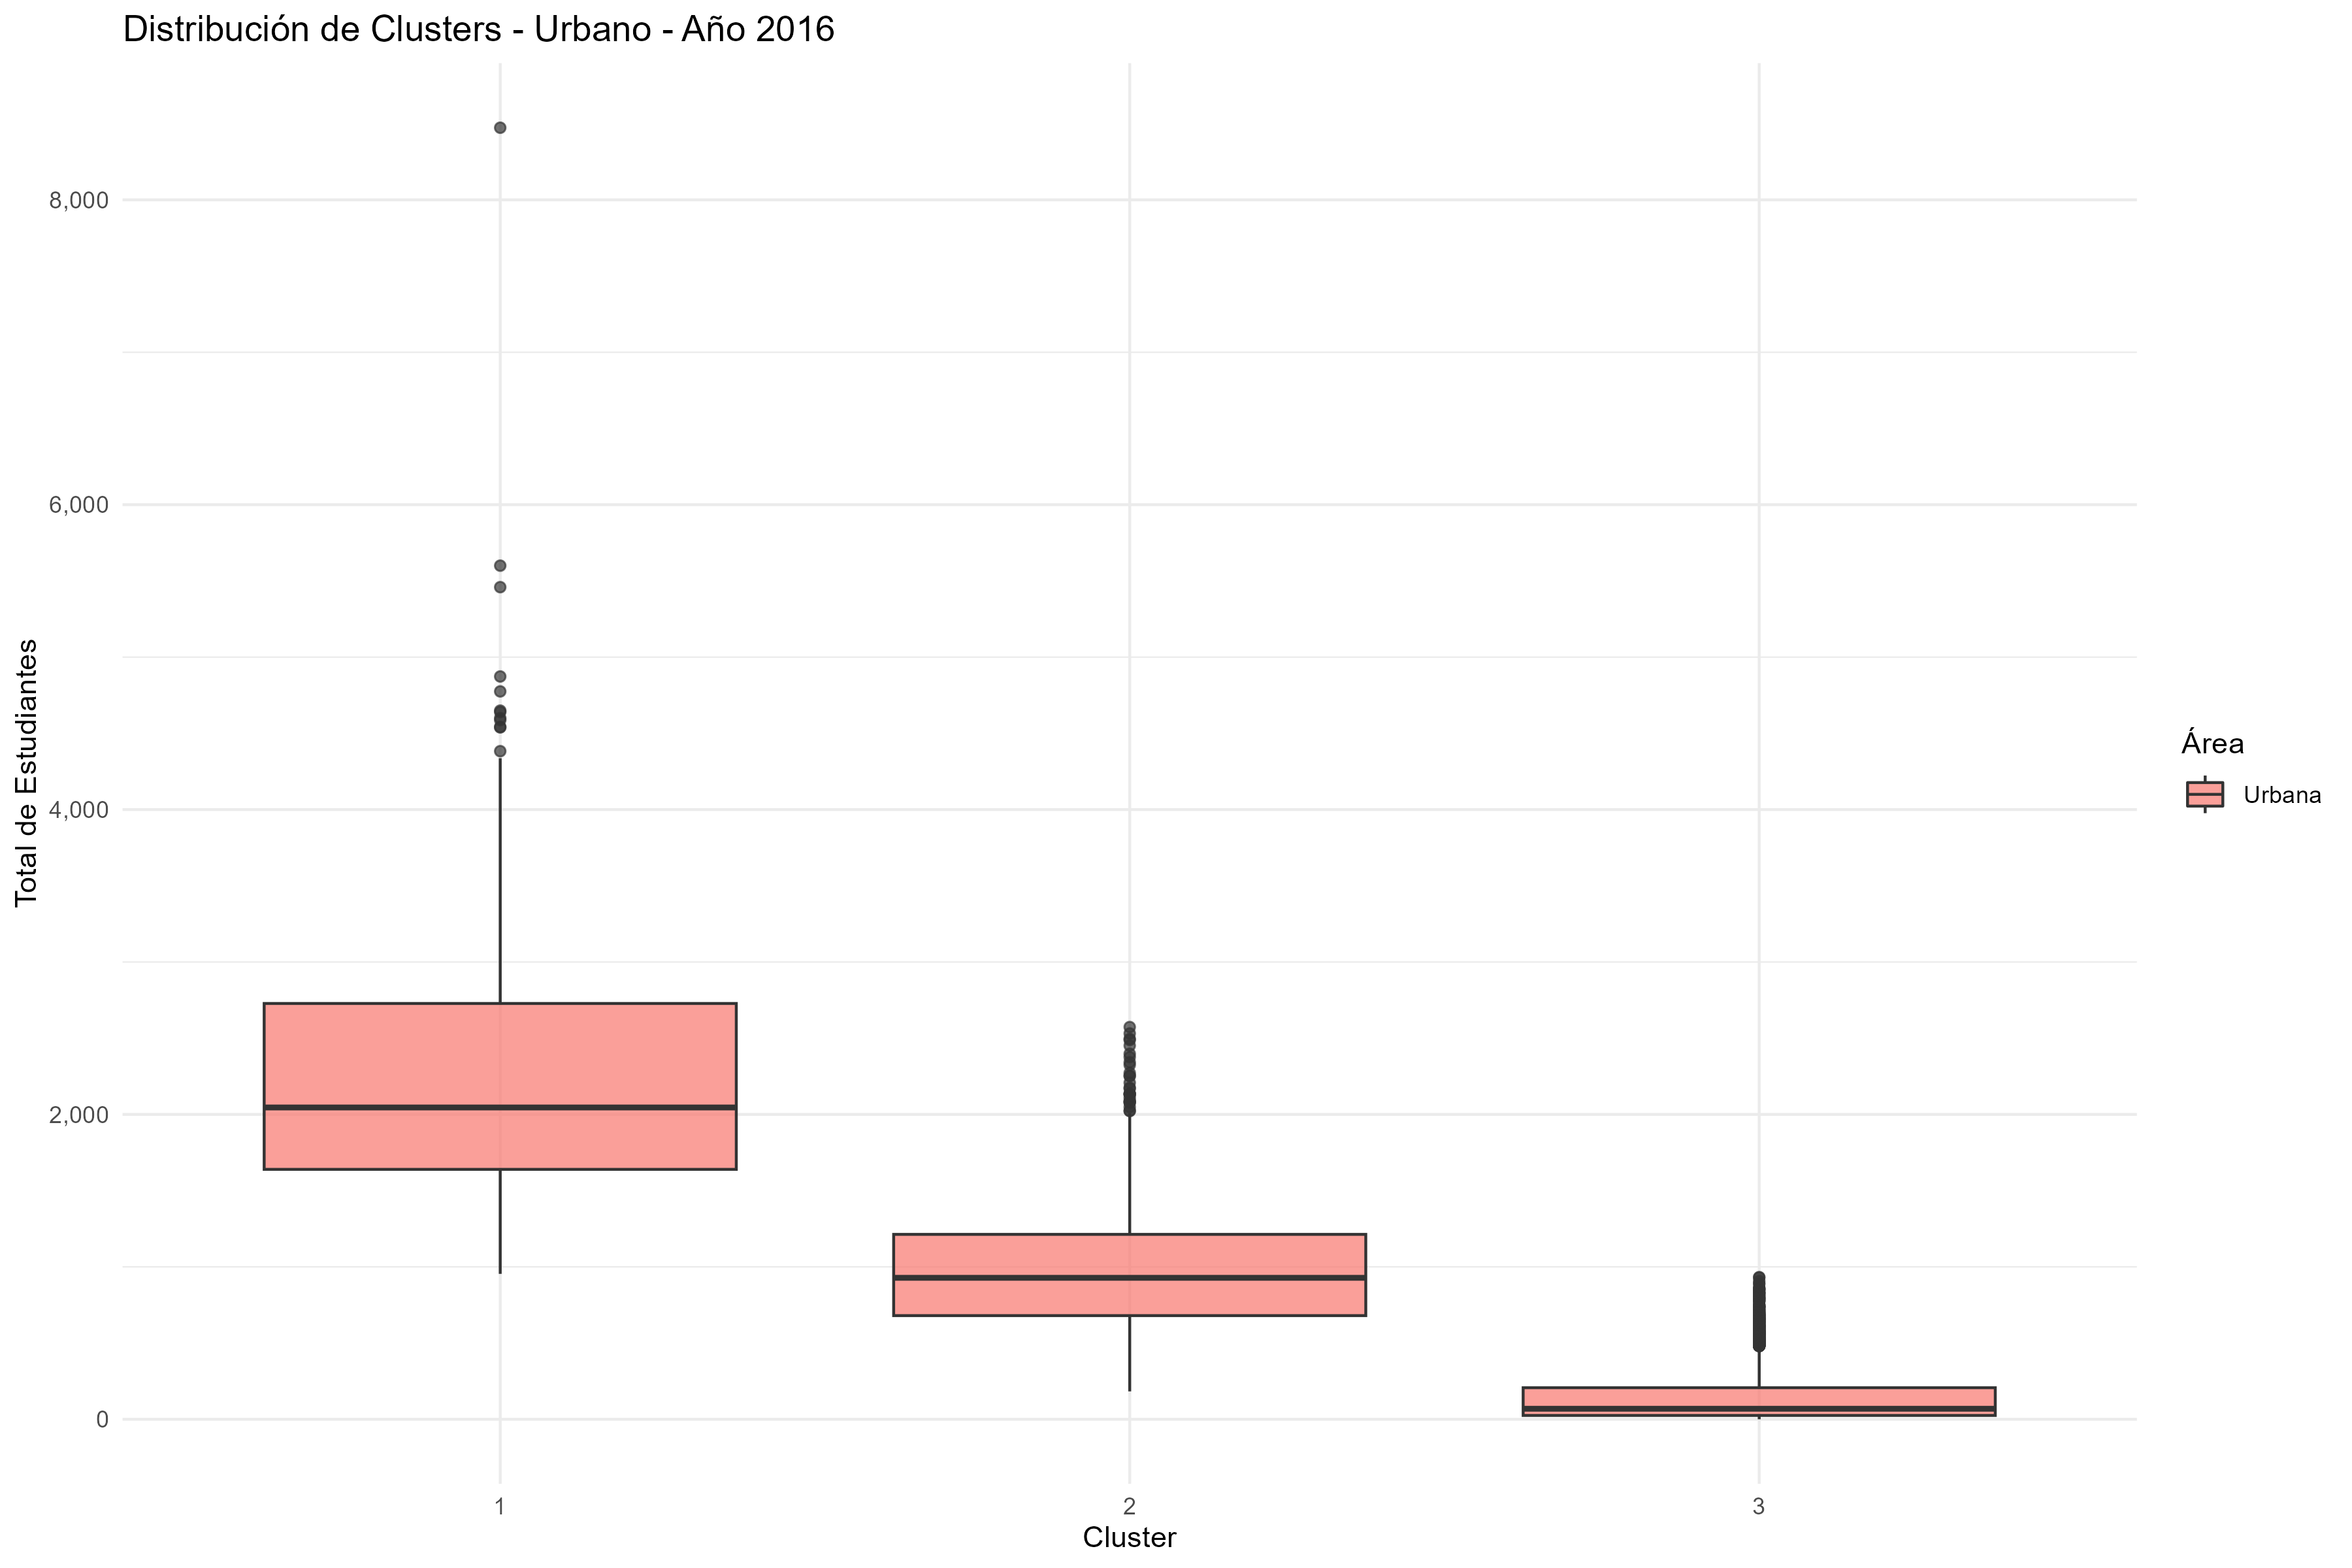 Distribución de Clusters - Urbano - Año 2016
Total de Estudiantes
8,000
6,000
4,000
2,000
0
1
2
3
Cluster
Área
Urbana